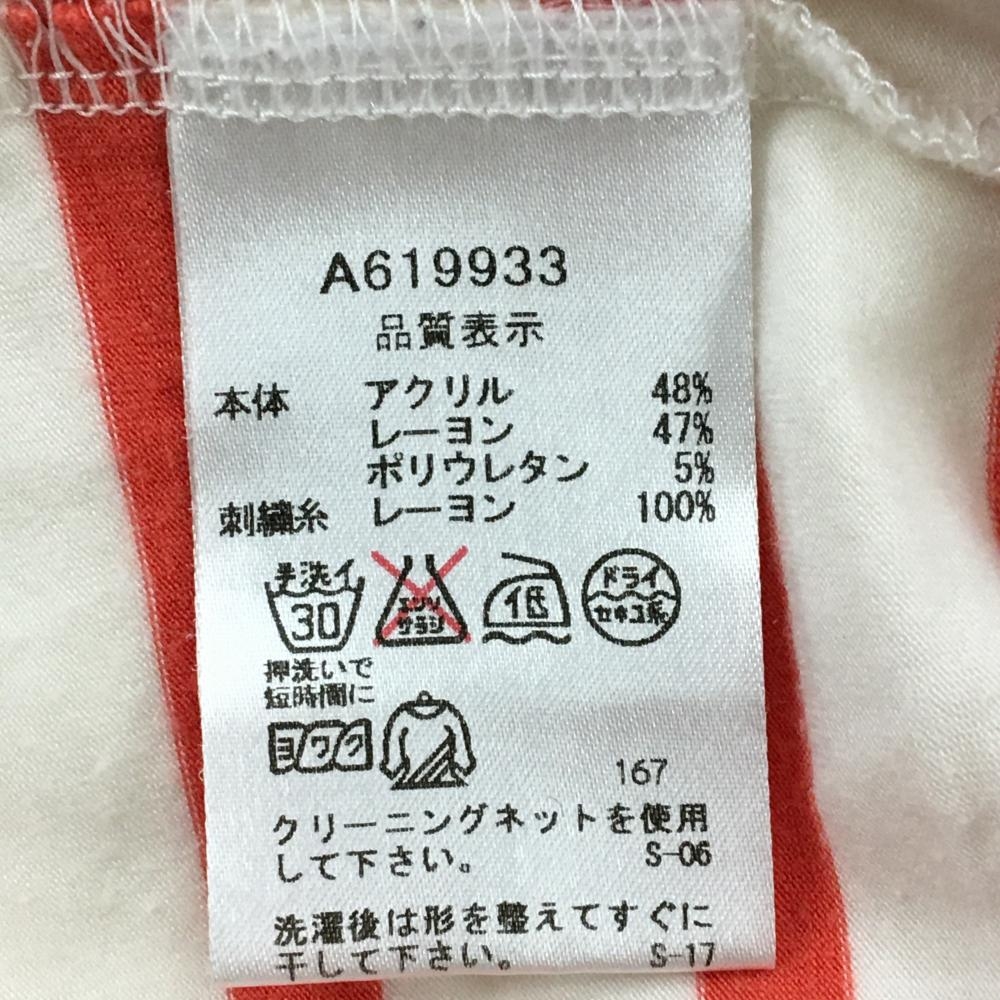 A619933
品質表示
本体 アクリル 48%
レーヨン 47%
ポリウレタン 5%
刺繍糸 レーヨン 100%
手洗イ 30
エンソサラシ
低
ドライ
セキユ系
押洗いで
短時間に
ヨワク
167
クリーニングネットを使用
して下さい。 S-06
洗濯後は形を整えてすぐに
干して下さい。 S-17